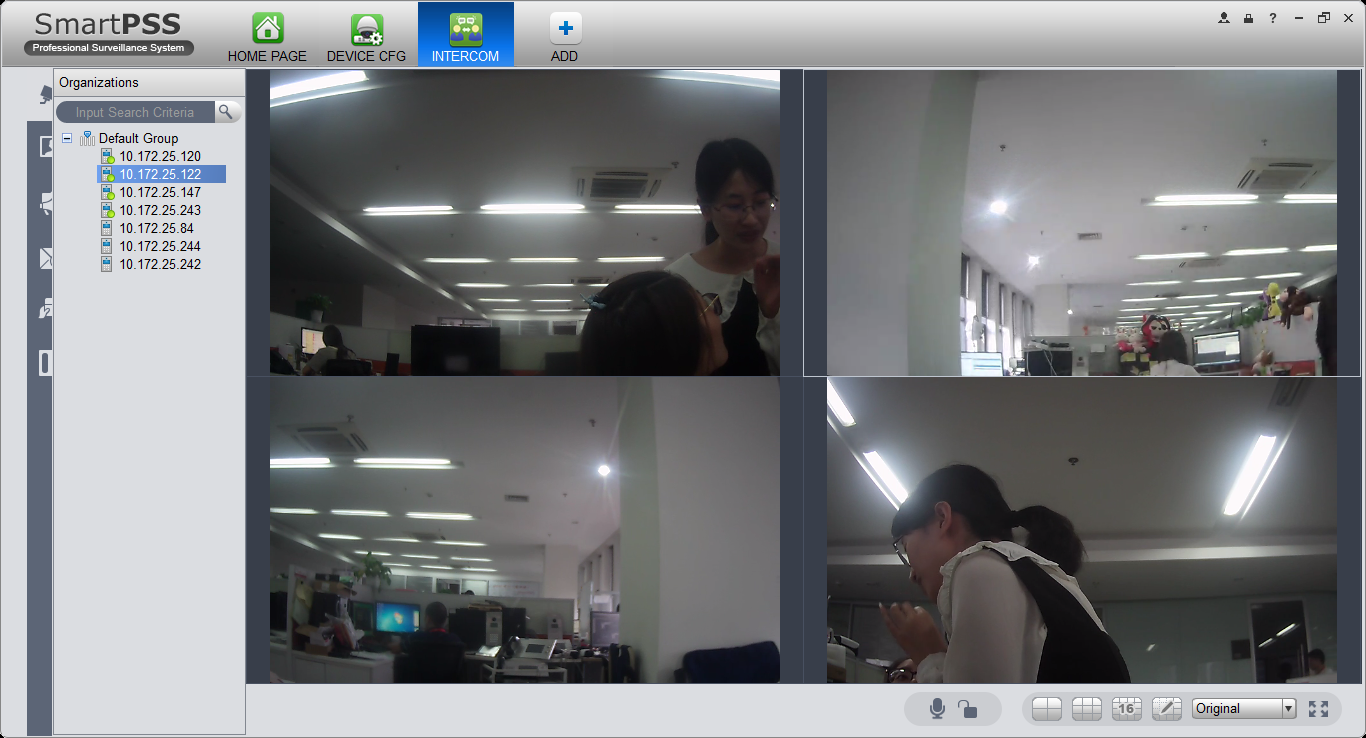 SmartPSS
Professional Surveillance System
HOME PAGE
DEVICE CFG
INTERCOM
ADD
?
Organizations
Input Search Criteria
Default Group
10.172.25.120
10.172.25.122
10.172.25.147
10.172.25.243
10.172.25.84
10.172.25.244
10.172.25.242
16
Original